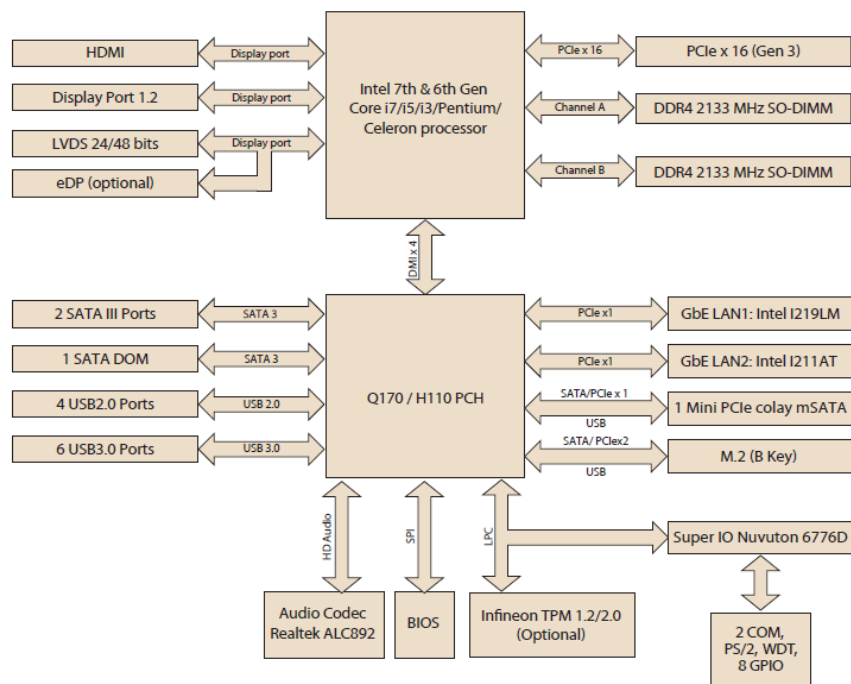 HDMI
Display port
Intel 7th & 6th Gen
Core i7/i5/i3/Pentium/
Celeron processor
PCIe x 16
PCIe x 16 (Gen 3)
Display Port 1.2
Display port
Channel A
DDR4 2133 MHz SO-DIMM
LVDS 24/48 bits
Display port
eDP (optional)
Channel B
DDR4 2133 MHz SO-DIMM
DMI x 4
2 SATA III Ports
SATA 3
Q170 / H110 PCH
PCIe x1
GbE LAN1: Intel I219LM
1 SATA DOM
SATA 3
PCIe x1
GbE LAN2: Intel I211AT
4 USB2.0 Ports
USB 2.0
SATA/PCIe x 1
USB
1 Mini PCIe colay mSATA
6 USB3.0 Ports
USB 3.0
SATA/ PCIex2
USB
M.2 (B Key)
HD Audio
SPI
LPC
Super IO Nuvuton 6776D
Audio Codec
Realtek ALC892
BIOS
Infineon TPM 1.2/2.0
(Optional)
2 COM,
PS/2, WDT,
8 GPIO